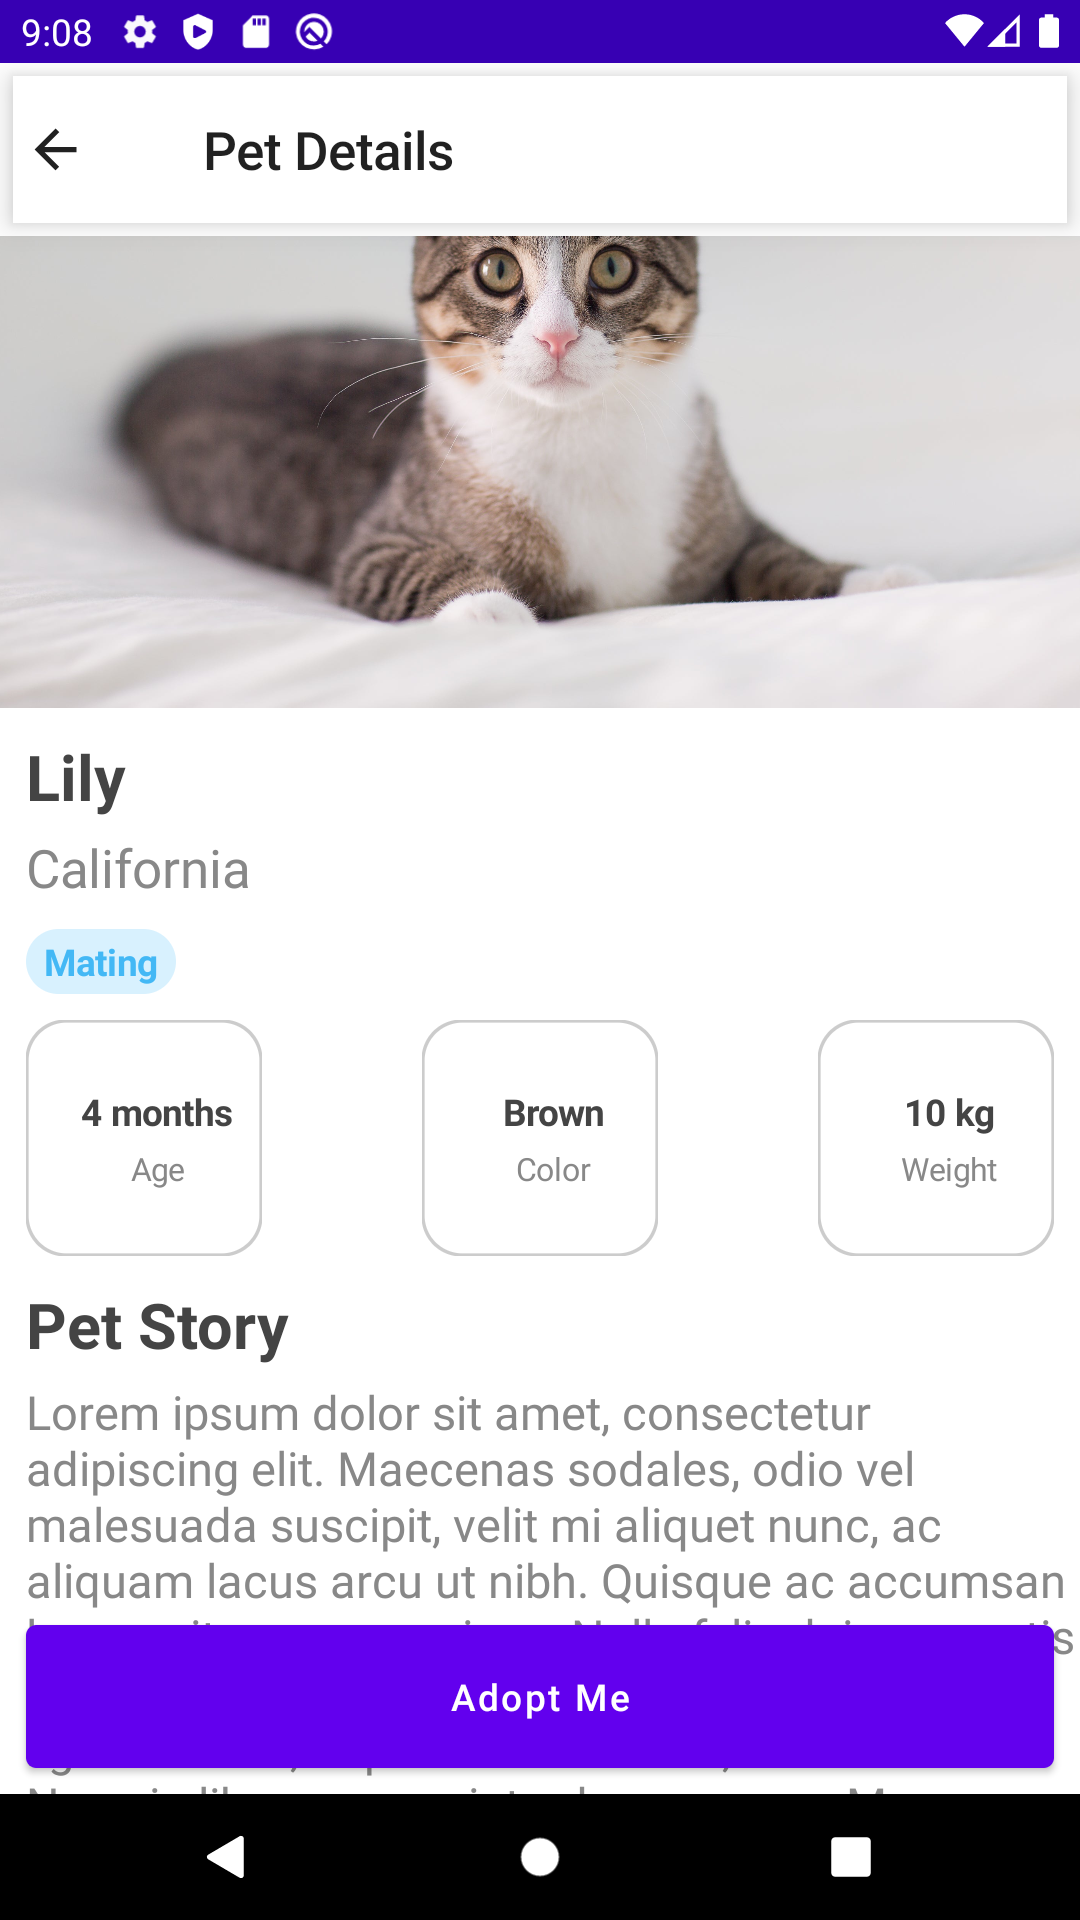 9:08
Pet Details
Lily
California
Mating
4 months
Brown
10 kg
Age
Color
Weight
Pet Story
Lorem ipsum dolor sit amet, consectetur
adipiscing elit. Maecenas sodales, odio vel
malesuada suscipit, velit mi aliquet nunc, ac
aliquam lacus arcu ut nibh. Quisque ac accumsan
Adopt Me